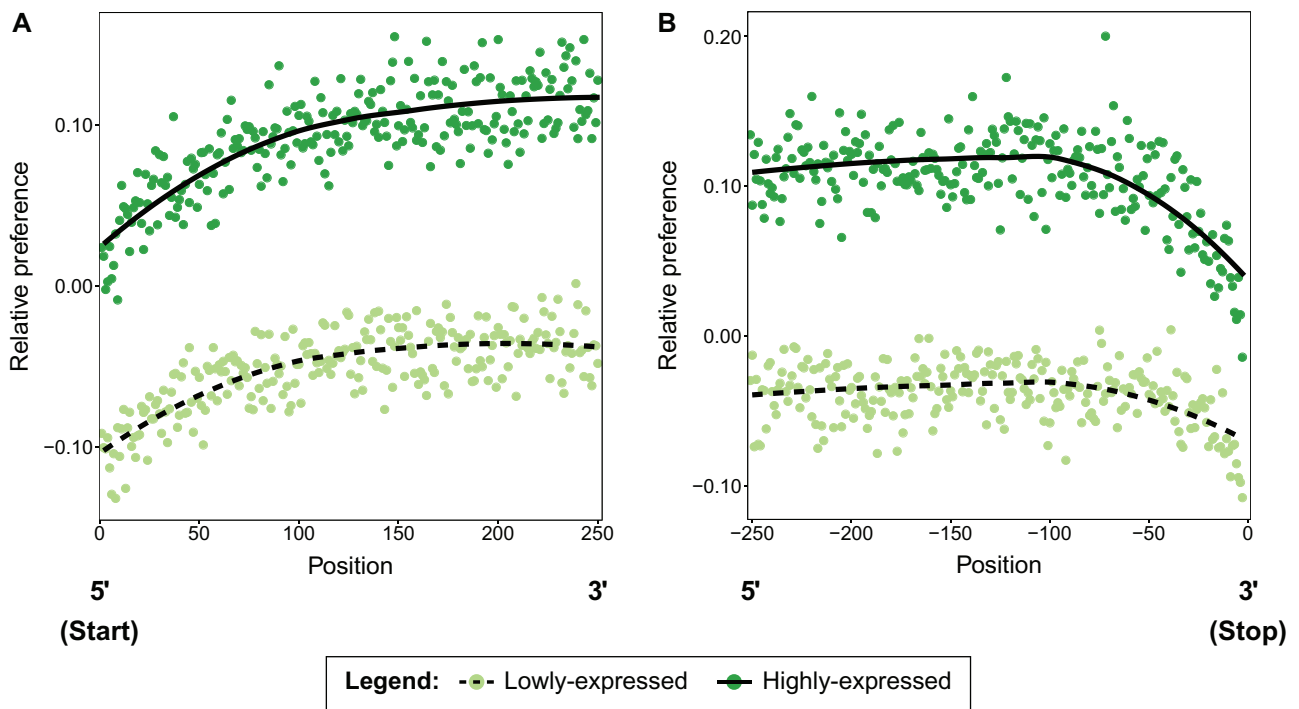 A
Relative preference
0.10
0.00
−0.10
0
50
100
150
200
250
Position
5'
3'
(Start)
B
Relative preference
0.20
0.10
0.00
−0.10
−250
−200
−150
−100
−50
0
Position
5'
3'
(Stop)
Legend: Lowly-expressed Highly-expressed